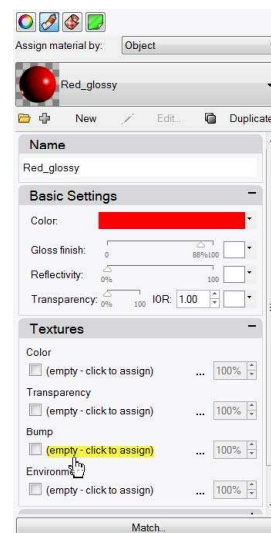 Assign material by: Object
Red_glossy
New Edit... Duplicate
Name
Red_glossy
Basic Settings
Color:
Gloss finish: 0 88% 100
Reflectivity: 0% 100
Transparency: 0% 100 IOR: 1.00
Textures
Color
(empty - click to assign) ... 100%
Transparency
(empty - click to assign) ... 100%
Bump
(empty - click to assign) ... 100%
(empty - click to assign) ... 100%
Match...